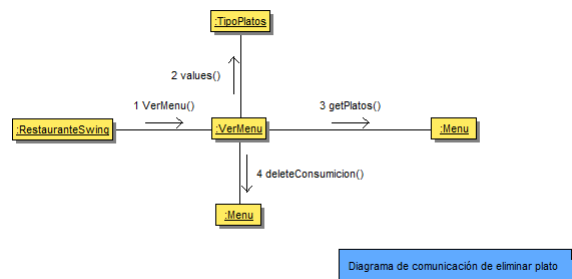 :TipoPlatos
2 values()
1 VerMenu()
3 getPlatos()
:RestauranteSwing
:VerMenu
:Menu
4 deleteConsumicion()
:Menu
Diagrama de comunicación de eliminar plato